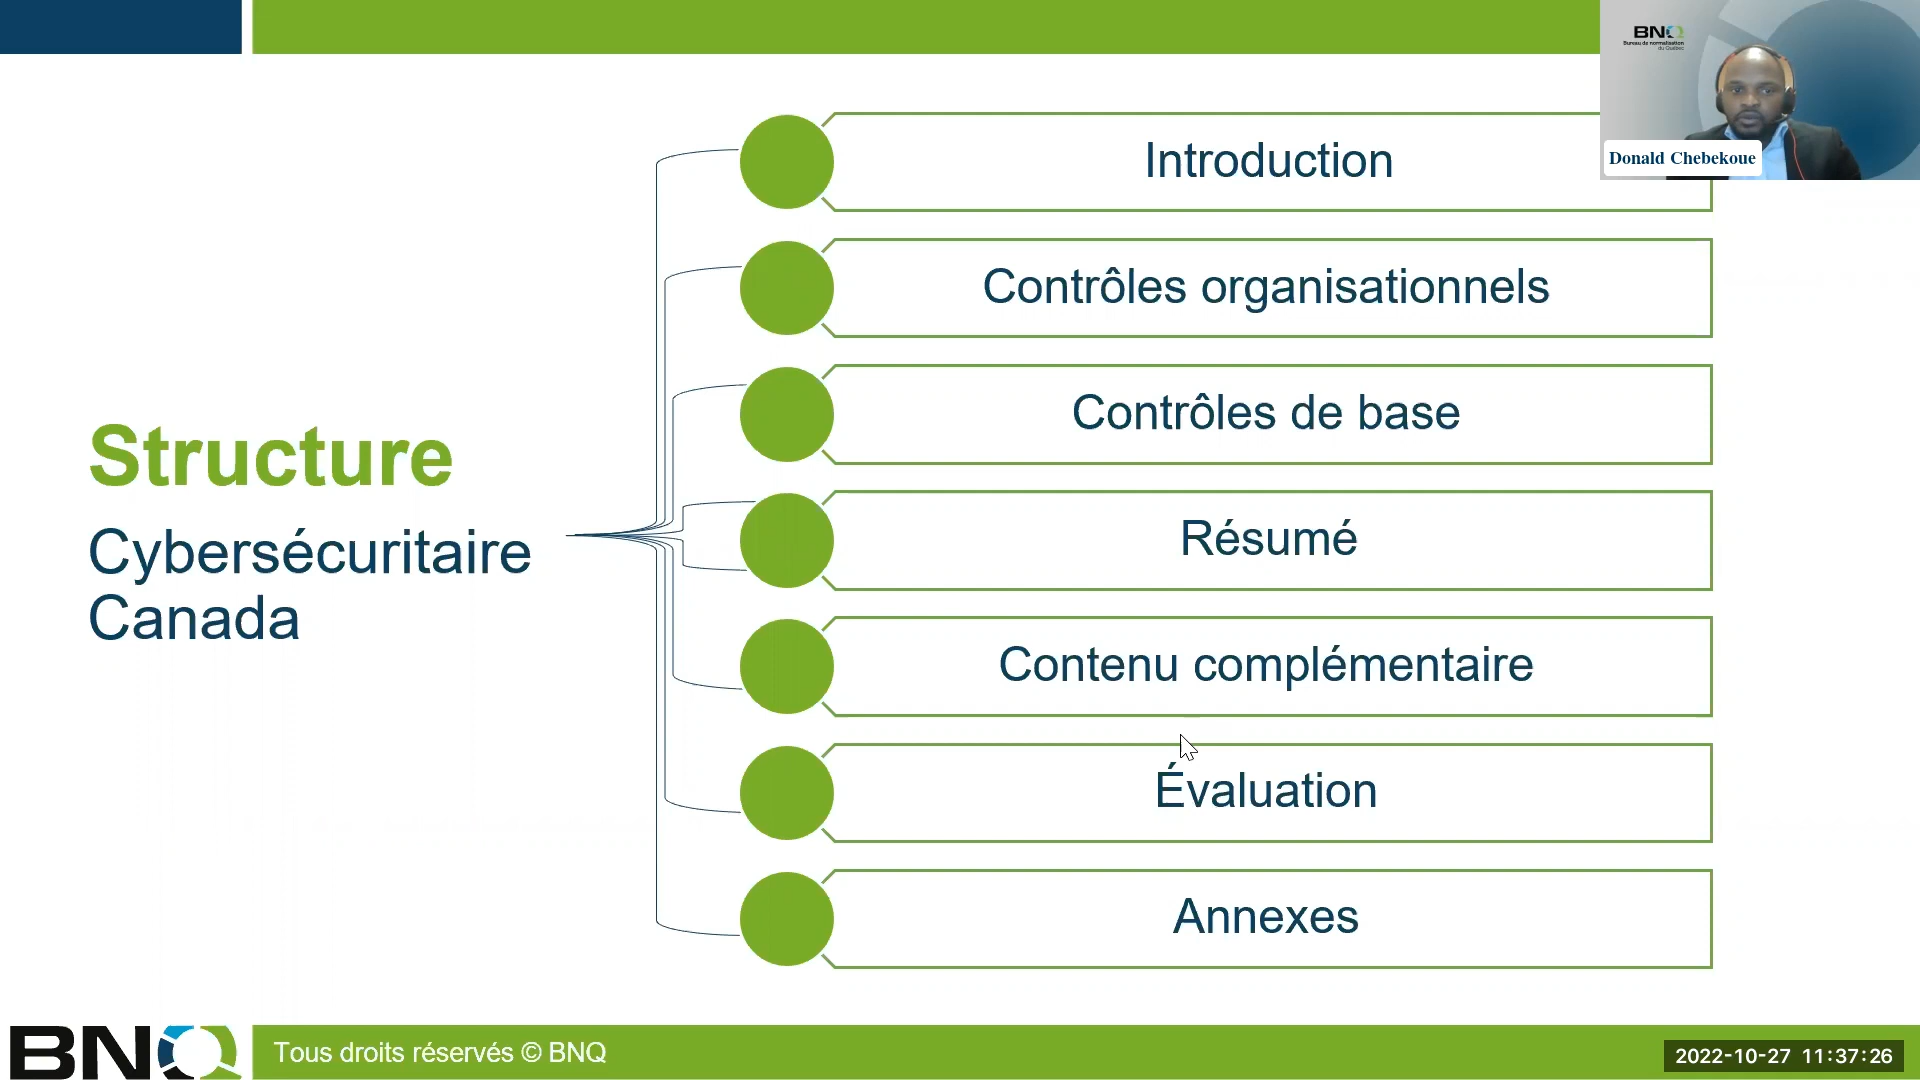 BNQ
Bureau de normalisation
du Québec
Donald Chebekoue
Introduction
Contrôles organisationnels
Contrôles de base
Structure
Résumé
Cybersécuritaire
Canada
Contenu complémentaire
Évaluation
Annexes
BNQ
Tous droits réservés © BNQ
2022-10-27 11:37:26